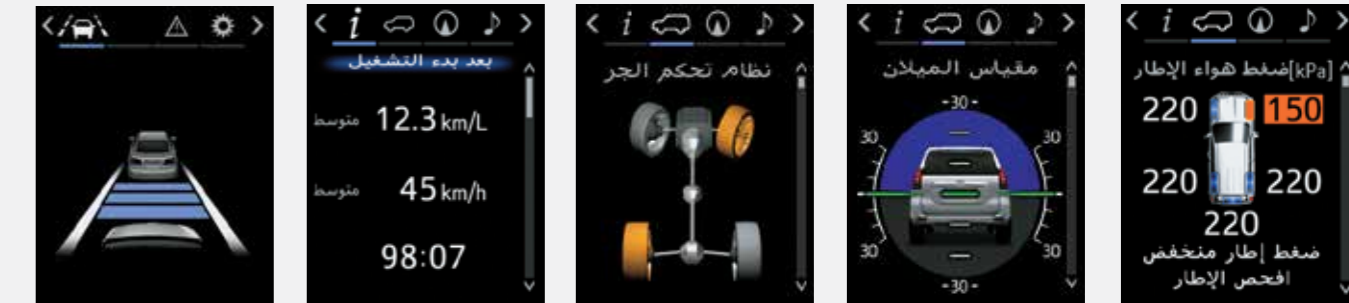 بعد بدء التشغيل
متوسط 12.3 km/L
متوسط 45 km/h
98:07
نظام تحكم الجر
مقياس الميلان
-30-
30 30
30 30
-30-
ضغط هواء الإطار[kPa]
220 150
220 220
220
ضغط إطار منخفض
افحص الإطار